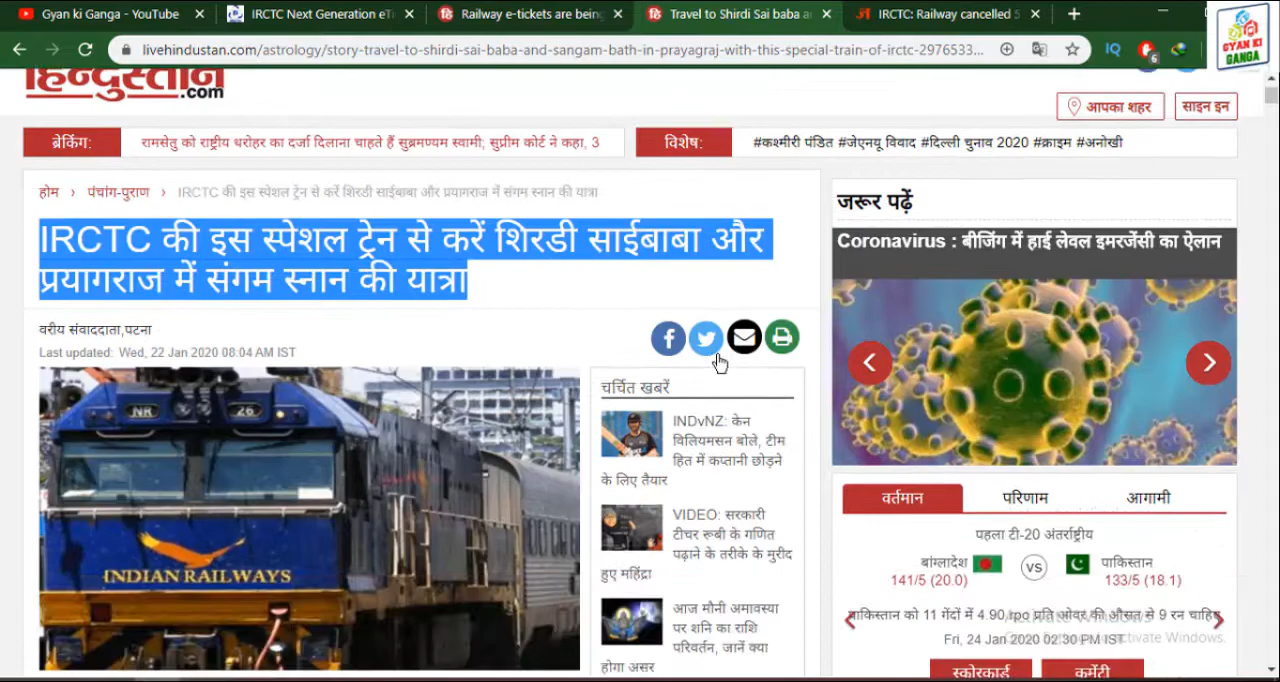 Gyan ki Ganga - YouTube
IRCTC Next Generation eTi
Railway e-tickets are being
Travel to Shirdi Sai baba a
IRCTC: Railway cancelled 5
livehindustan.com/astrology/story-travel-to-shirdi-sai-baba-and-sangam-bath-in-prayagraj-with-this-special-train-of-irctc-2976533...
IQ
6
GYAN KI
GANGA
हिन्दुस्तान
.com
आपका शहर
साइन इन
ब्रेकिंग:
रामसेतु को राष्ट्रीय धरोहर का दर्जा दिलाना चाहते हैं सुब्रमण्यम स्वामी; सुप्रीम कोर्ट ने कहा, 3
विशेष:
#कश्मीरी पंडित #जेएनयू विवाद #दिल्ली चुनाव 2020 #क्राइम #अनोखी
होम › पंचांग-पुराण › IRCTC की इस स्पेशल ट्रेन से करें शिरडी साईबाबा और प्रयागराज में संगम स्नान की यात्रा
IRCTC की इस स्पेशल ट्रेन से करें शिरडी साईबाबा और
प्रयागराज में संगम स्नान की यात्रा
वरीय संवाददाता,पटना
Last updated: Wed, 22 Jan 2020 08:04 AM IST
NR
26
INDIAN RAILWAYS
चर्चित खबरें
INDvNZ: केन
विलियमसन बोले, टीम
हित में कप्तानी छोड़ने
के लिए तैयार
VIDEO: सरकारी
टीचर रूबी के गणित
पढ़ाने के तरीके के मुरीद
हुए महिंद्रा
आज मौनी अमावस्या
पर शनि का राशि
परिवर्तन, जानें क्या
होगा असर
जरूर पढ़ें
Coronavirus : बीजिंग में हाई लेवल इमरजेंसी का ऐलान
वर्तमान
परिणाम
आगामी
पहला टी-20 अंतर्राष्ट्रीय
बांग्लादेश
VS
पाकिस्तान
141/5 (20.0)
133/5 (18.1)
पाकिस्तान को 11 गेंदों में 4.90 rpo प्रति ओवर की औसत से 9 रन चाहिए
Activate Windows
Fri, 24 Jan 2020 02:30 PM IST
Activate Windows.
स्कोरकार्ड
कमेंट्री